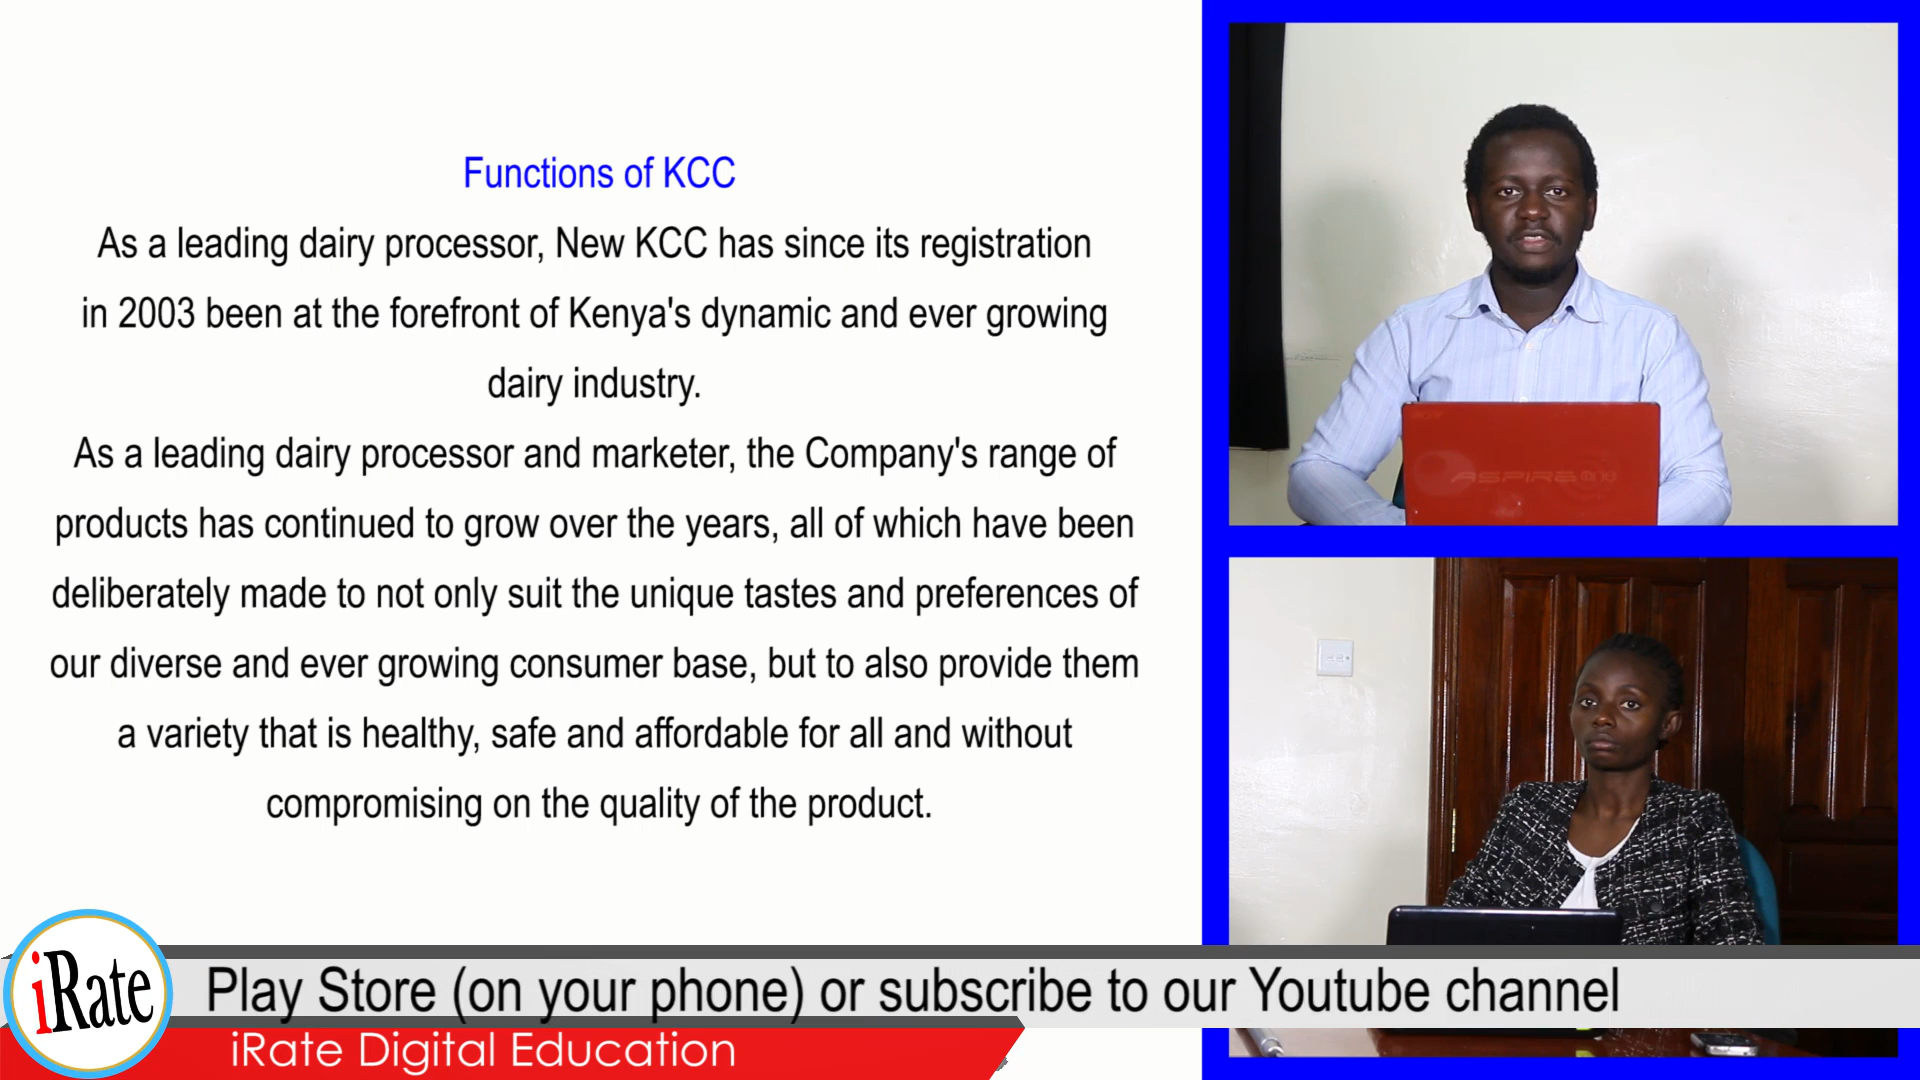 Functions of KCC
As a leading dairy processor, New KCC has since its registration
in 2003 been at the forefront of Kenya's dynamic and ever growing
dairy industry.
As a leading dairy processor and marketer, the Company's range of
products has continued to grow over the years, all of which have been
deliberately made to not only suit the unique tastes and preferences of
our diverse and ever growing consumer base, but to also provide them
a variety that is healthy, safe and affordable for all and without
compromising on the quality of the product.
ASPIRE one
iRate
Play Store (on your phone) or subscribe to our Youtube channel
iRate Digital Education